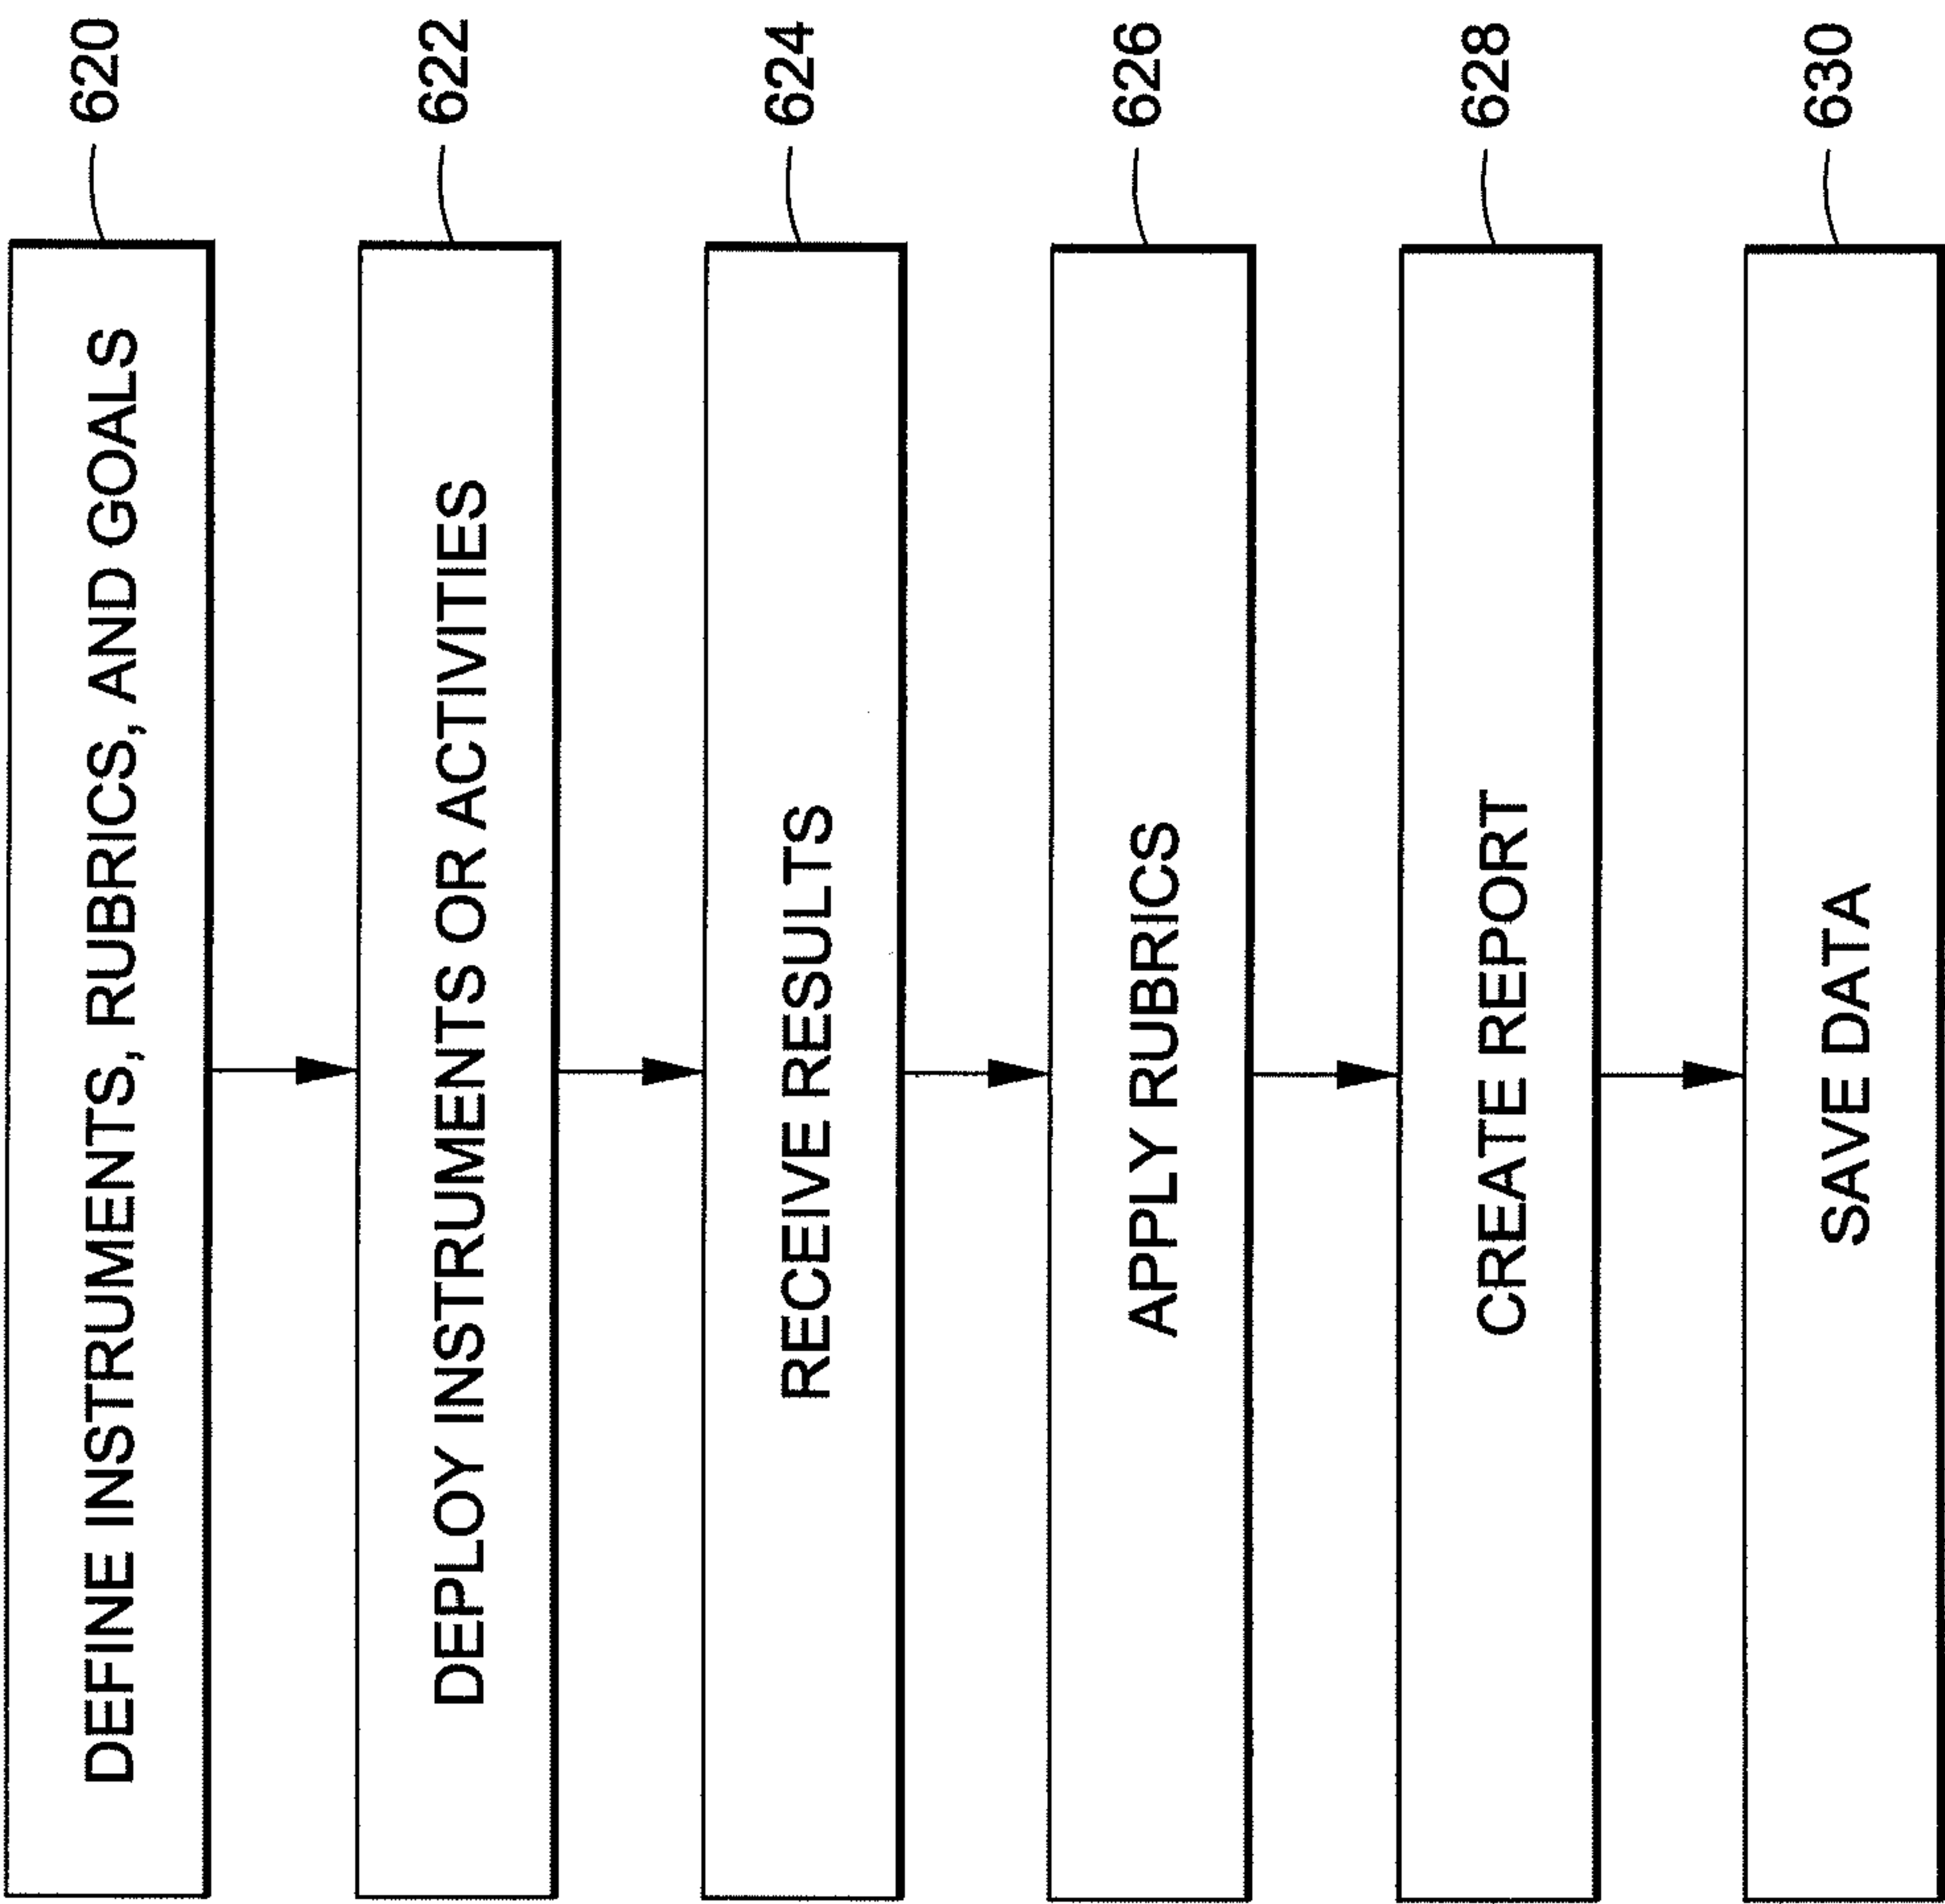 DEFINE INSTRUMENTS, RUBRICS, AND GOALS
620
DEPLOY INSTRUMENTS OR ACTIVITIES
622
RECEIVE RESULTS
624
APPLY RUBRICS
626
CREATE REPORT
628
SAVE DATA
630